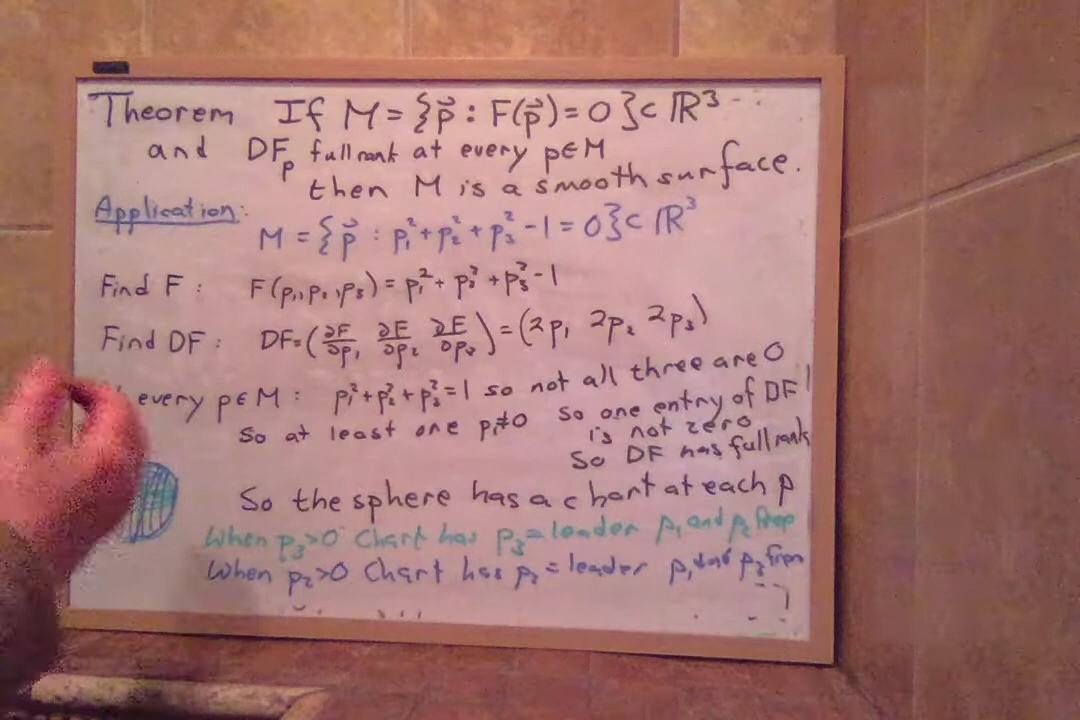 Theorem If M = {p⃗ : F(p⃗) = 0} ⊂ ℝ³
and DFₚ full rank at every p∈M
then M is a smooth surface.
Application:
M = {p⃗ : p₁² + p₂² + p₃² - 1 = 0} ⊂ ℝ³
Find F : F(p₁, p₂, p₃) = p₁² + p₂² + p₃² - 1
Find DF : DF = (∂F/∂p₁ ∂F/∂p₂ ∂F/∂p₃) = (2p₁ 2p₂ 2p₃)
every p∈M : p₁² + p₂² + p₃² = 1 so not all three are 0
So at least one pᵢ≠0 so one entry of DF
is not zero
So DF has full rank
So the sphere has a chart at each p
When p₃>0 Chart has p₃ = leader p₁ and p₂ free
When p₂>0 Chart has p₂ = leader p₁ and p₃ free